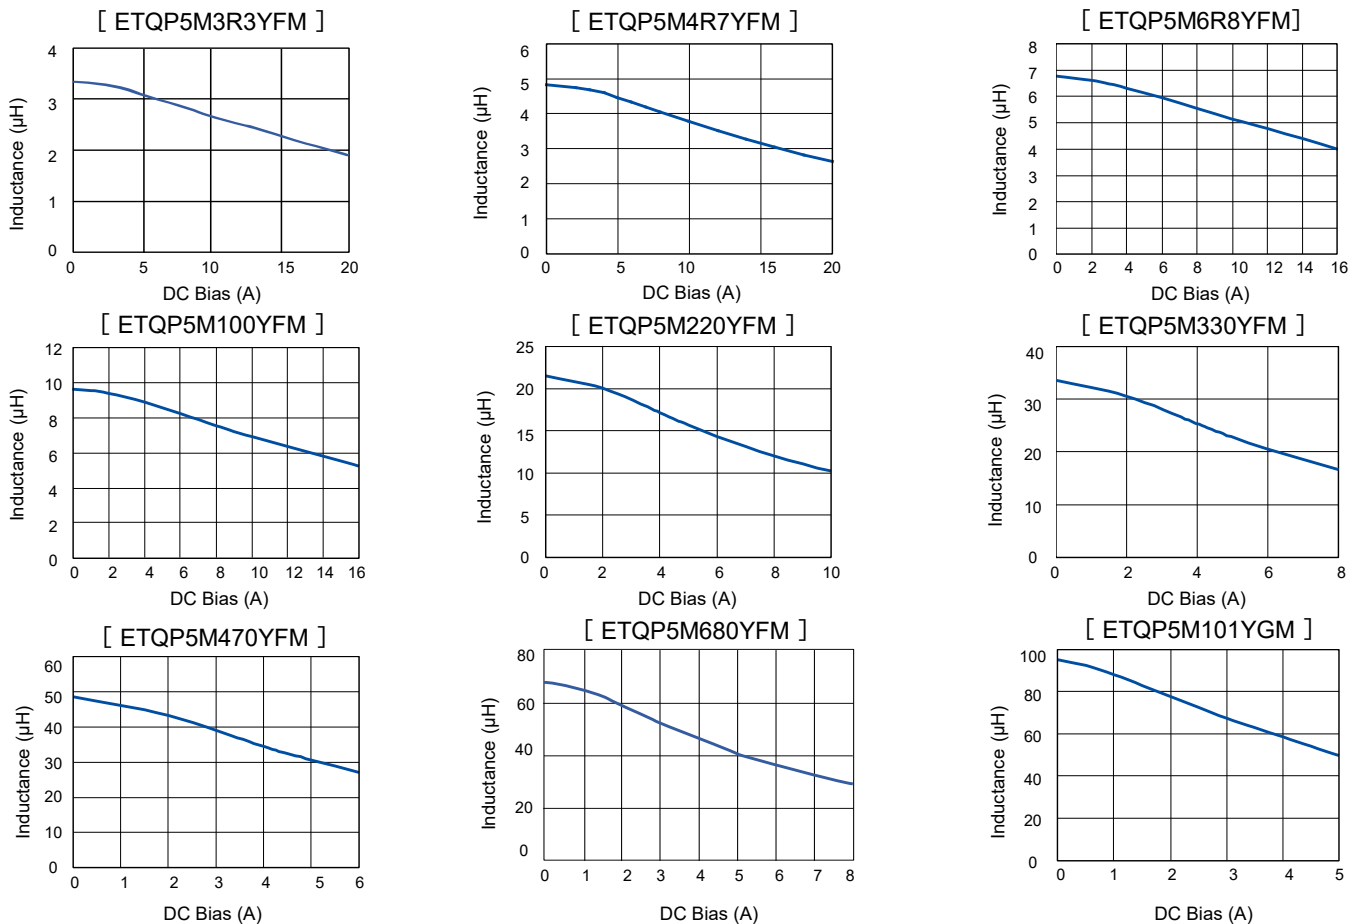 [ ETQP5M3R3YFM ]
4
3
2
1
0
Inductance (µH)
0 5 10 15 20
DC Bias (A)
[ ETQP5M4R7YFM ]
6
5
4
3
2
1
0
Inductance (µH)
0 5 10 15 20
DC Bias (A)
[ ETQP5M6R8YFM]
8
7
6
5
4
3
2
1
0
Inductance (µH)
0 2 4 6 8 10 12 14 16
DC Bias (A)
[ ETQP5M100YFM ]
12
10
8
6
4
2
0
Inductance (µH)
0 2 4 6 8 10 12 14 16
DC Bias (A)
[ ETQP5M220YFM ]
25
20
15
10
5
0
Inductance (µH)
0 2 4 6 8 10
DC Bias (A)
[ ETQP5M330YFM ]
40
30
20
10
0
Inductance (µH)
0 2 4 6 8
DC Bias (A)
[ ETQP5M470YFM ]
60
50
40
30
20
10
0
Inductance (µH)
0 1 2 3 4 5 6
DC Bias (A)
[ ETQP5M680YFM ]
80
60
40
20
0
Inductance (µH)
0 1 2 3 4 5 6 7 8
DC Bias (A)
[ ETQP5M101YGM ]
100
80
60
40
20
0
Inductance (µH)
0 1 2 3 4 5
DC Bias (A)